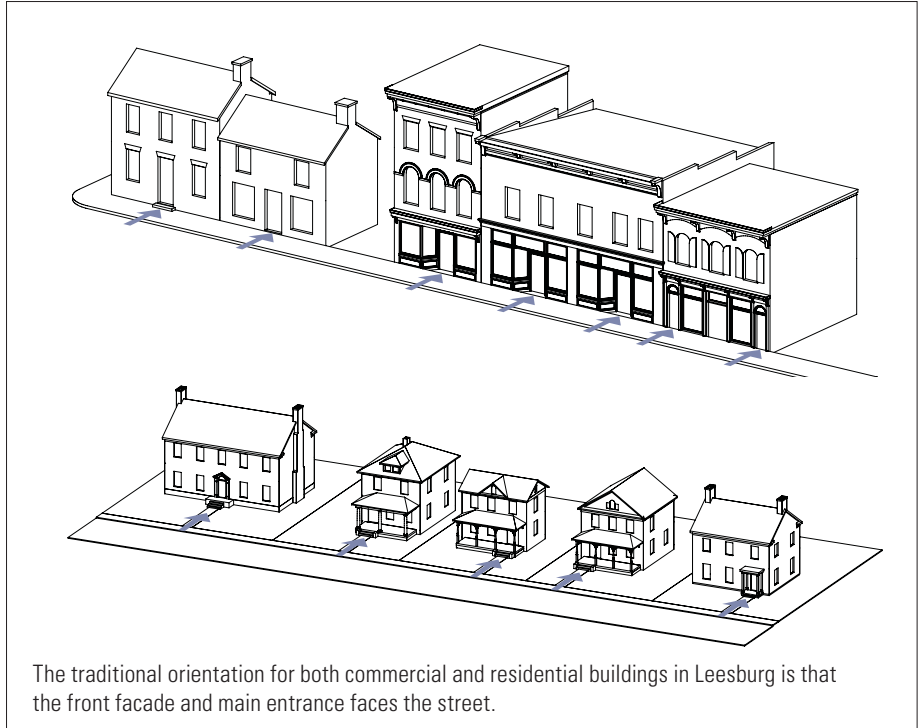 The traditional orientation for both commercial and residential buildings in Leesburg is that
the front facade and main entrance faces the street.